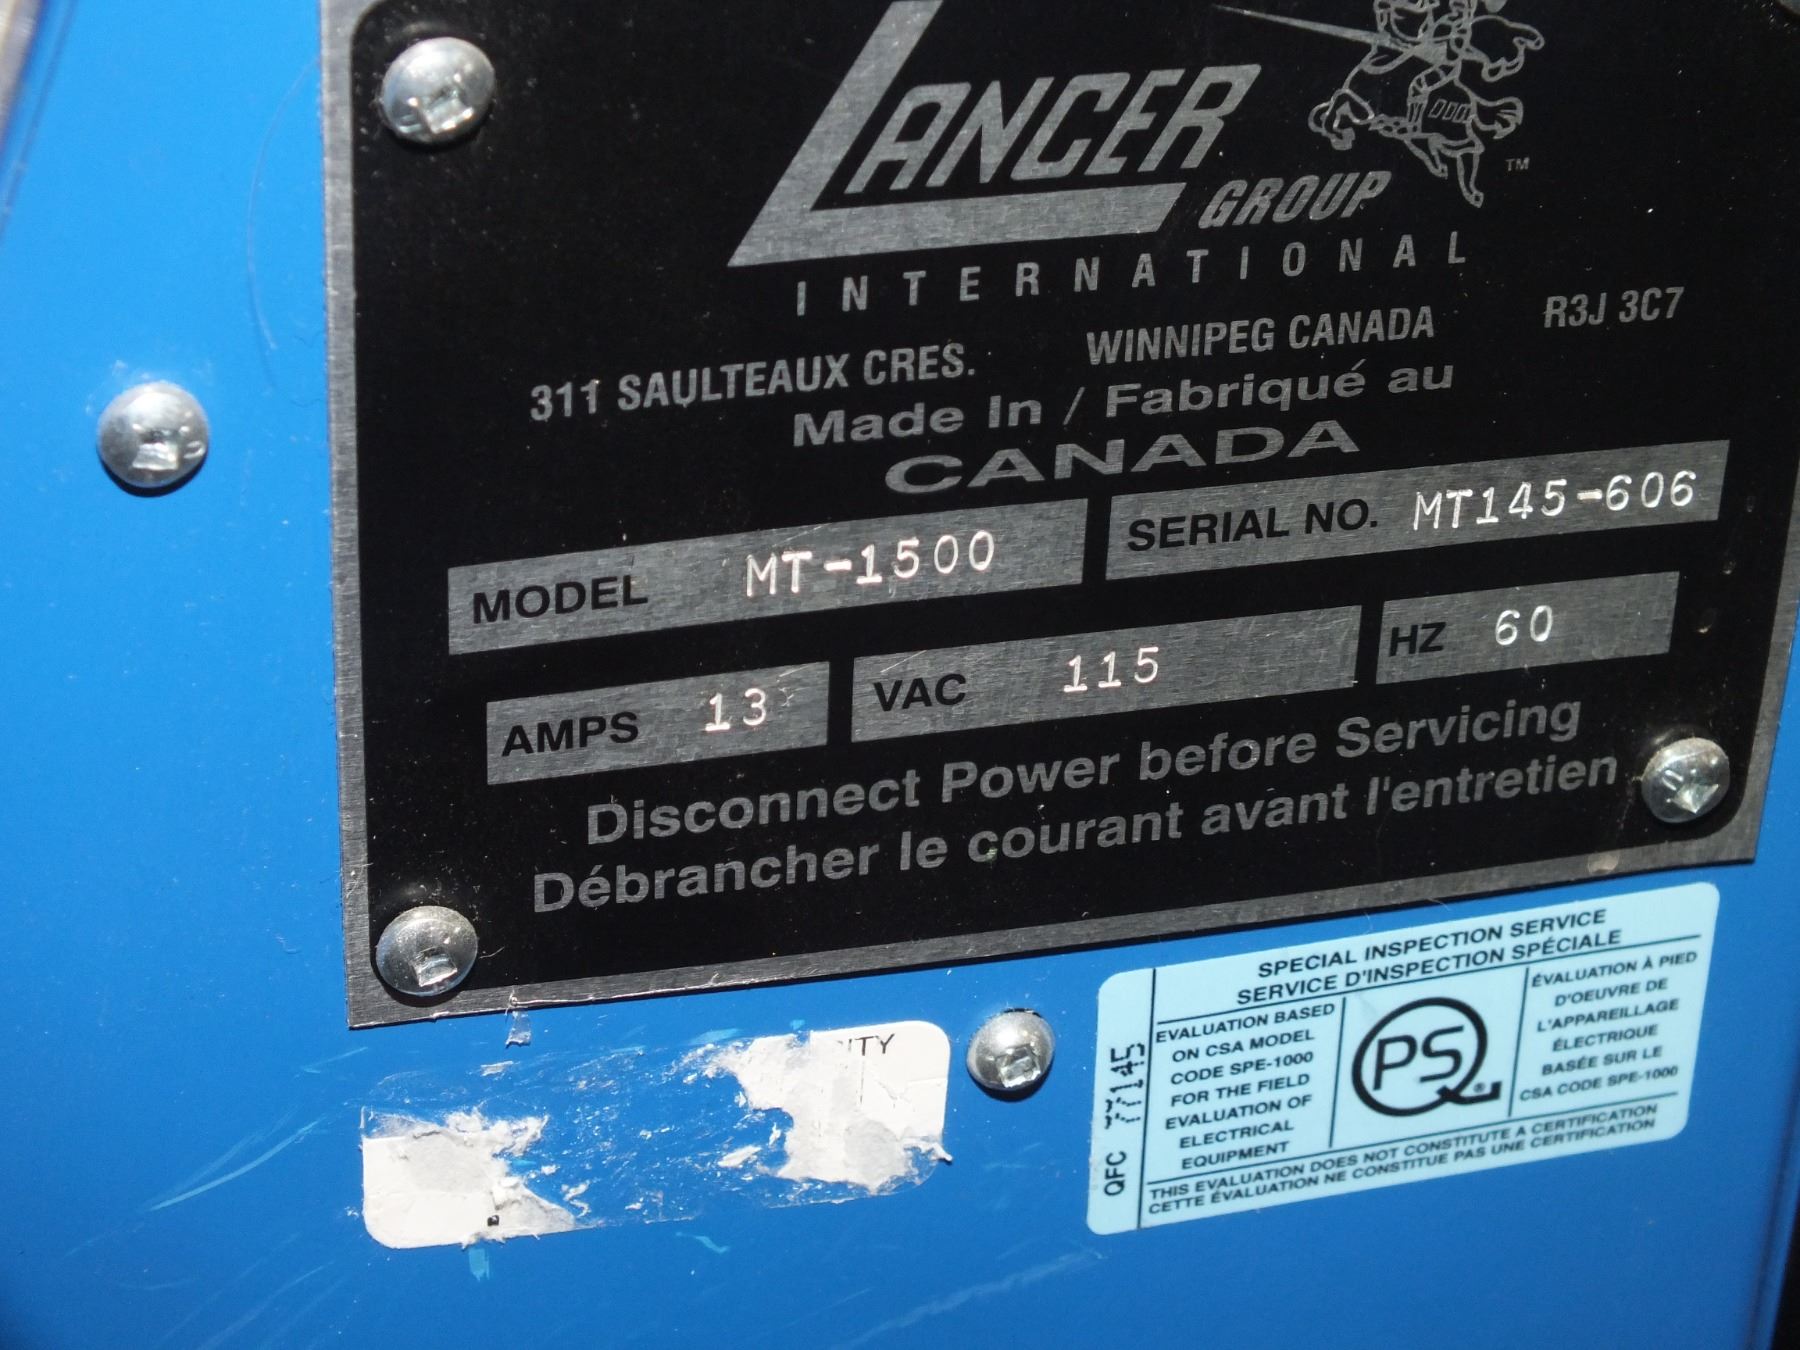 LANCER
GROUP
TM
INTERNATIONAL
311 SAULTEAUX CRES. WINNIPEG CANADA R3J 3C7
Made In / Fabriqué au
CANADA
MODEL MT-1500 SERIAL NO. MT145-606
AMPS 13 VAC 115 HZ 60
Disconnect Power before Servicing
Débrancher le courant avant l'entretien
SPECIAL INSPECTION SERVICE
SERVICE D'INSPECTION SPÉCIALE
EVALUATION BASED
ON CSA MODEL
CODE SPE-1000
FOR THE FIELD
EVALUATION OF
ELECTRICAL
EQUIPMENT
PS
®
ÉVALUATION À PIED
D'OEUVRE DE
L'APPAREILLAGE
ÉLECTRIQUE
BASÉE SUR LE
CSA CODE SPE-1000
THIS EVALUATION DOES NOT CONSTITUTE A CERTIFICATION
CETTE ÉVALUATION NE CONSTITUE PAS UNE CERTIFICATION
QFC